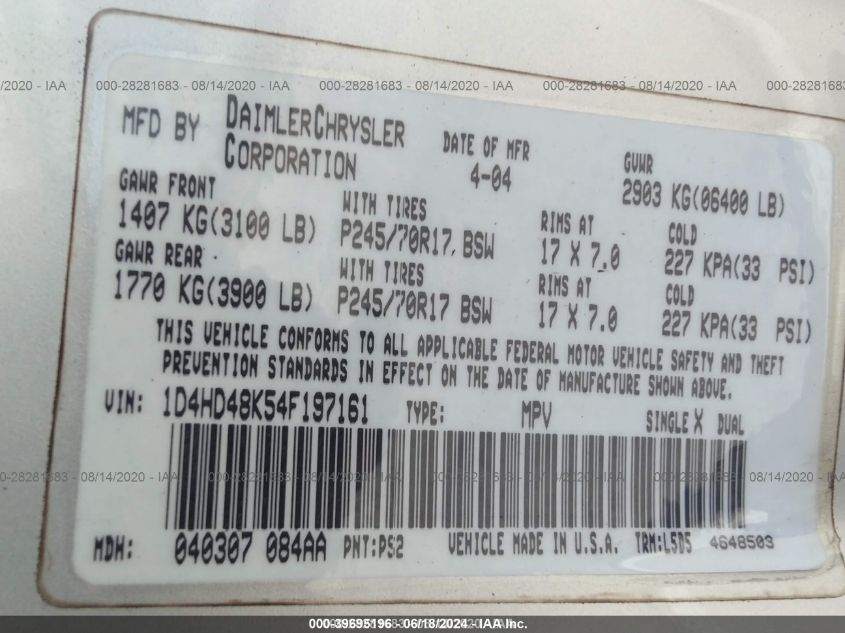 /2020 - IAA 000-28281683 - 08/14/2020 - IAA 000-28281683 - 08/14/2020 - IAA
MFD BY DAIMLERCHRYSLER CORPORATION DATE OF MFR 4-04 GVWR 2903 KG(06400 LB)
GAWR FRONT WITH TIRES RIMS AT COLD
1407 KG(3100 LB) P245/70R17 BSW 17 X 7.0 227 KPA(33 PSI)
GAWR REAR WITH TIRES RIMS AT COLD
1770 KG(3900 LB) P245/70R17 BSW 17 X 7.0 227 KPA(33 PSI)
THIS VEHICLE CONFORMS TO ALL APPLICABLE FEDERAL MOTOR VEHICLE SAFETY AND THEFT
PREVENTION STANDARDS IN EFFECT ON THE DATE OF MANUFACTURE SHOWN ABOVE.
VIN: 1D4HD48K54F197161 TYPE: MPV SINGLE X DUAL
000-28281683 - 08/14/2020 - IAA 000-28281683 - 08/14/2020 - IAA 000-28281683 - 08/14/2020 - IAA
MDH: 040307 084AA PNT:PS2 VEHICLE MADE IN U.S.A. TRM:L5D5 4648503
000-39695196 - 06/18/2024 - IAA Inc.